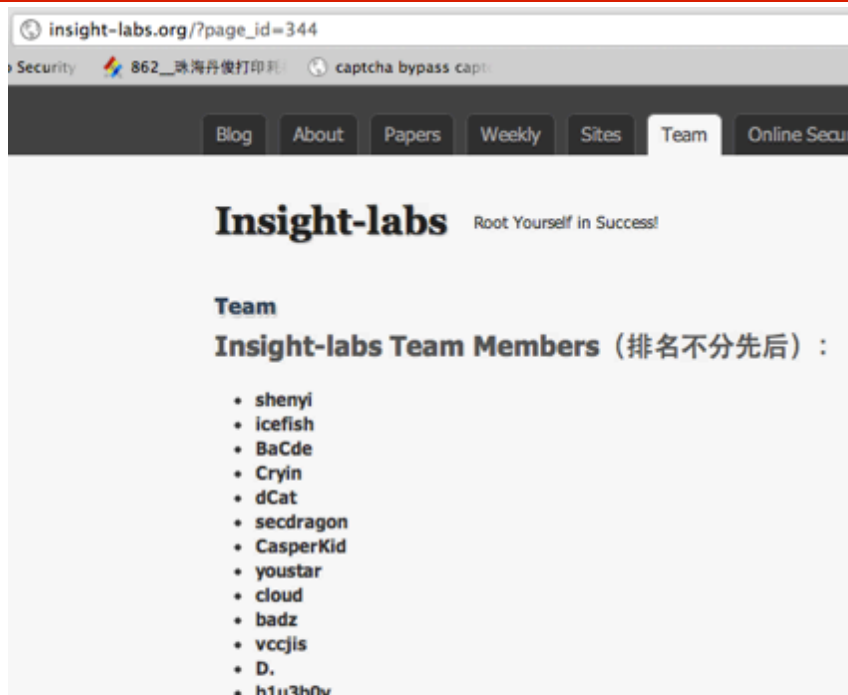 insight-labs.org/?page_id=344
Security 862__珠海丹俊打印耗 captcha bypass capt
Blog About Papers Weekly Sites Team Online Secu
Insight-labs Root Yourself in Success!
Team
Insight-labs Team Members（排名不分先后）：
• shenyi
• icefish
• BaCde
• Cryin
• dCat
• secdragon
• CasperKid
• youstar
• cloud
• badz
• vccjis
• D.
• b1u3b0y